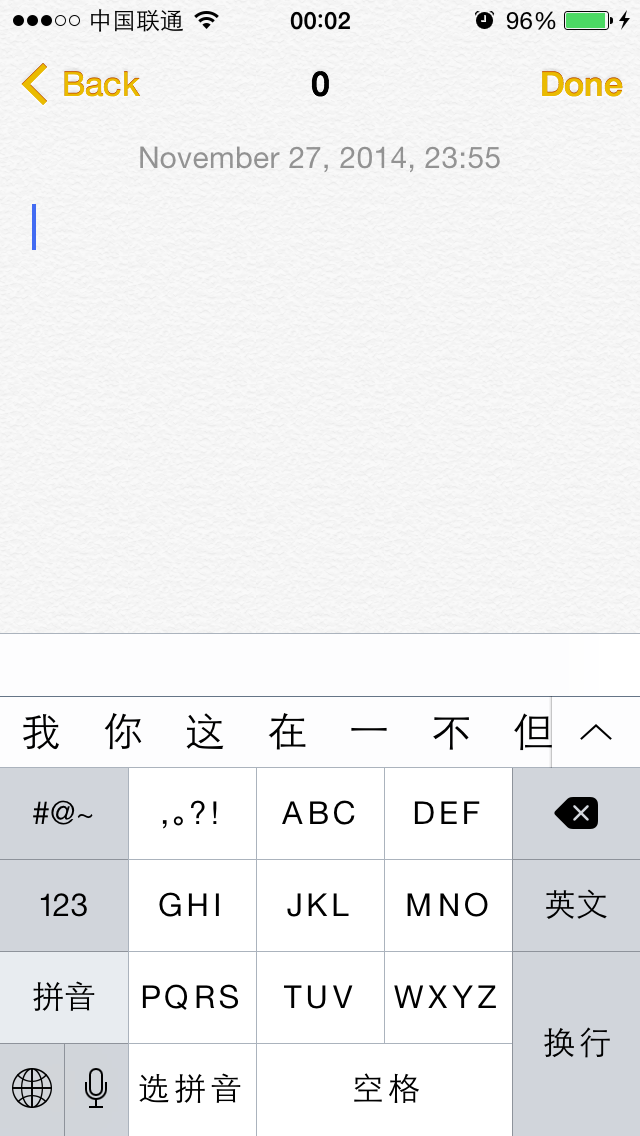 中国联通 00:02 96%
Back 0 Done
November 27, 2014, 23:55
我 你 这 在 一 不 但
#@~ ,。?! ABC DEF
123 GHI JKL MNO 英文
拼音 PQRS TUV WXYZ
换行
选拼音 空格